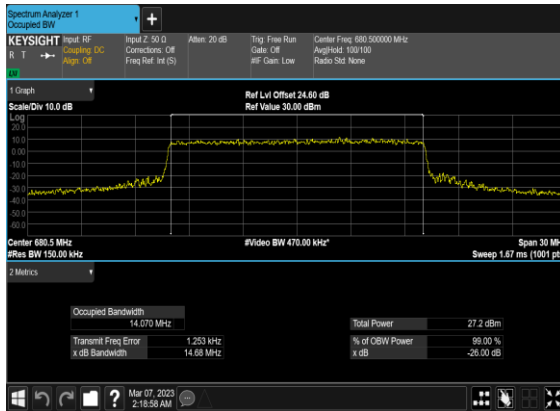 Spectrum Analyzer 1
Occupied BW
+
KEYSIGHT
R T
Input: RF
Coupling: DC
Align: Off
Input Z: 50 Ω
Corrections: Off
Freq Ref: Int (S)
Atten: 20 dB
Trig: Free Run
Gate: Off
#IF Gain: Low
Center Freq: 680.500000 MHz
Avg|Hold: 100/100
Radio Std: None
1 Graph
Scale/Div 10.0 dB
Ref Lvl Offset 24.60 dB
Ref Value 30.00 dBm
Log
20.0
10.0
0.00
-10.0
-20.0
-30.0
-40.0
-50.0
-60.0
Center 680.5 MHz
#Res BW 150.00 kHz
#Video BW 470.00 kHz*
Span 30 MH
Sweep 1.67 ms (1001 pt
2 Metrics
Occupied Bandwidth
14.070 MHz
Transmit Freq Error 1.253 kHz
x dB Bandwidth 14.68 MHz
Total Power 27.2 dBm
% of OBW Power 99.00 %
x dB -26.00 dB
?
Mar 07, 2023
2:18:58 AM